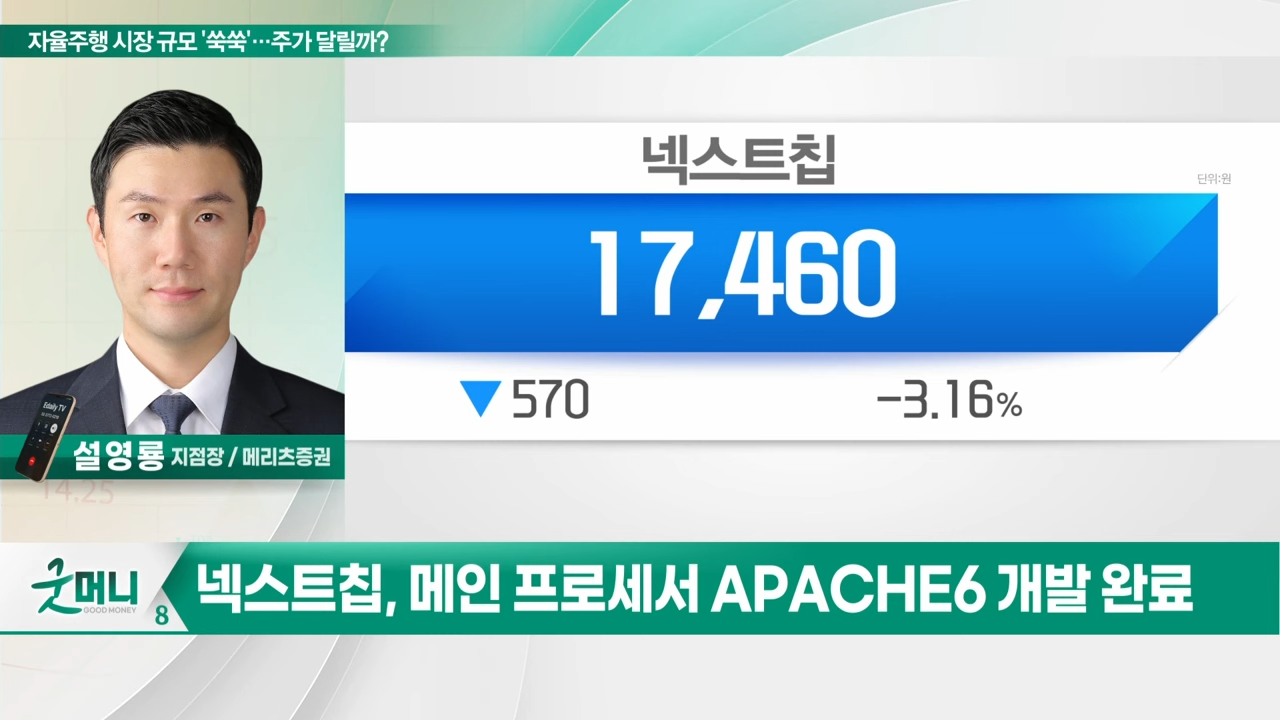 자율주행 시장 규모 '쑥쑥'…주가 달릴까?
넥스트칩
단위:원
17,460
▼570
-3.16%
Edaily TV
설영룡 지점장 / 메리츠증권
14.25
굿머니
GOOD MONEY
8
넥스트칩, 메인 프로세서 APACHE6 개발 완료